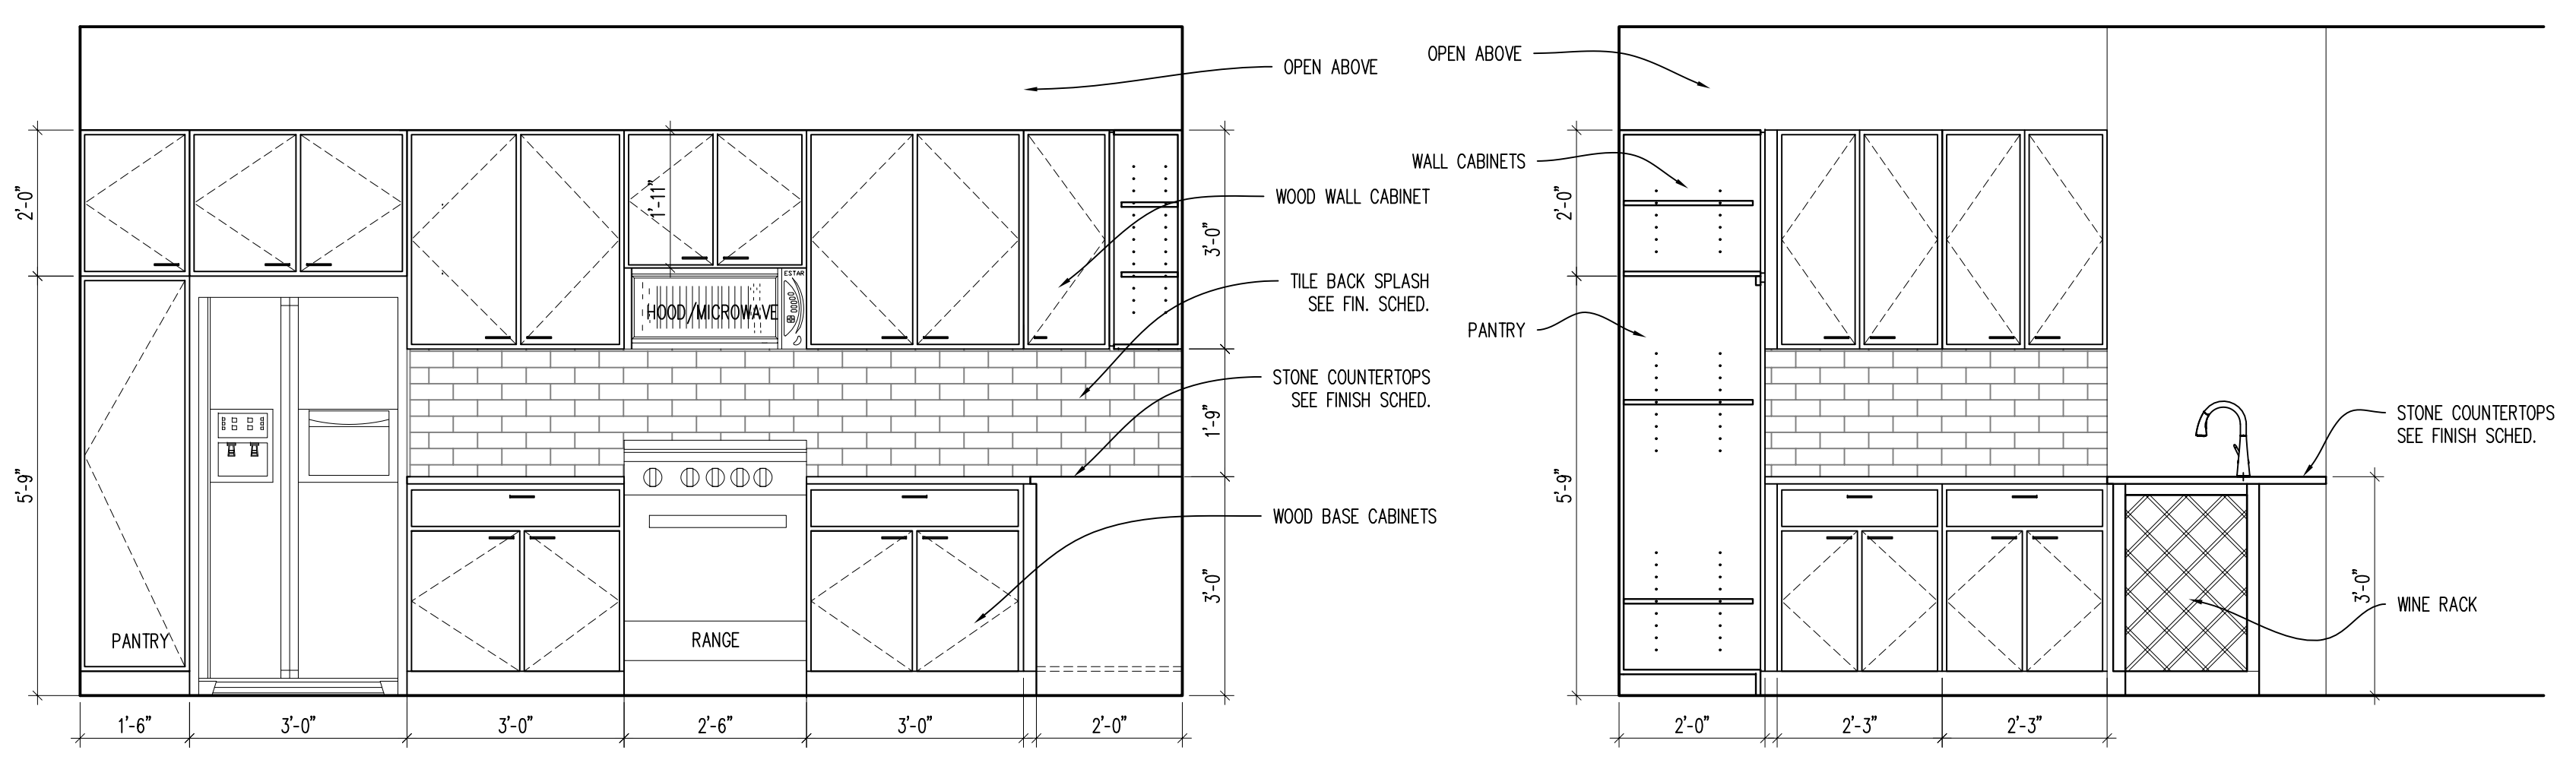 OPEN ABOVE
WOOD WALL CABINET
TILE BACK SPLASH
SEE FIN. SCHED.
STONE COUNTERTOPS
SEE FINISH SCHED.
WOOD BASE CABINETS
2'-0"
5'-9"
1'-11"
ESTAR
HOOD/MICROWAVE
PANTRY
RANGE
3'-0"
1'-9"
3'-0"
1'-6"
3'-0"
3'-0"
2'-6"
3'-0"
2'-0"
OPEN ABOVE
WALL CABINETS
PANTRY
2'-0"
5'-9"
STONE COUNTERTOPS
SEE FINISH SCHED.
WINE RACK
3'-0"
2'-0"
2'-3"
2'-3"